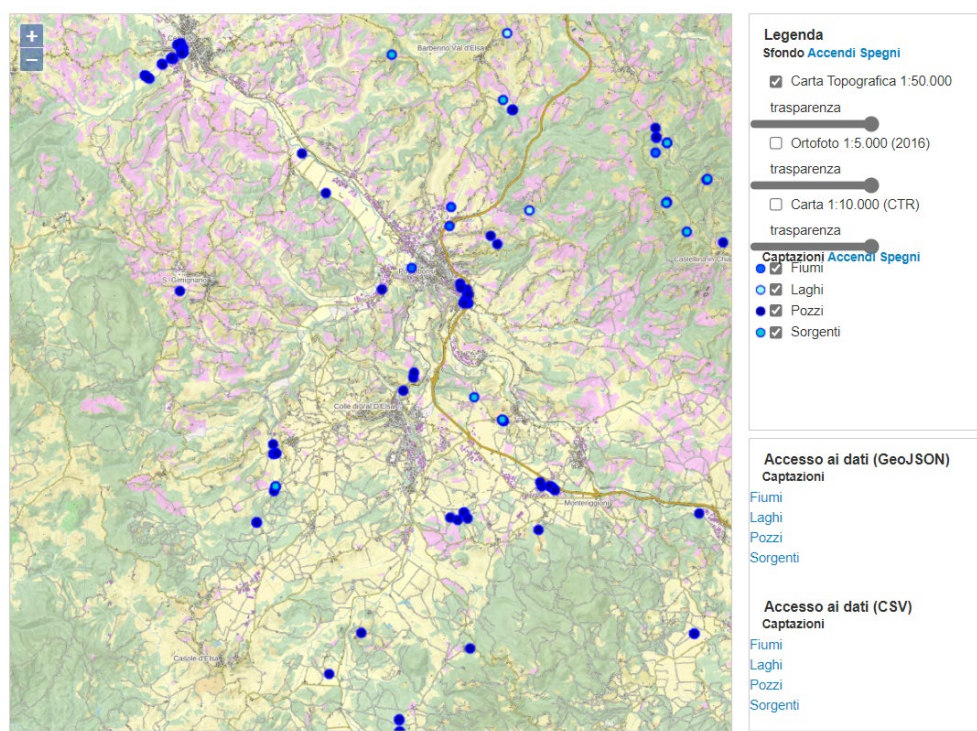 +
−
Barberino Val d'Elsa
S. Gimignano
Colle di Val D'Elsa
Monteriggioni
Casole d'Elsa
Legenda
Sfondo Accendi Spegni
Carta Topografica 1:50.000
trasparenza
Ortofoto 1:5.000 (2016)
trasparenza
Carta 1:10.000 (CTR)
trasparenza
Captazioni Accendi Spegni
Fiumi
Laghi
Pozzi
Sorgenti
Accesso ai dati (GeoJSON)
Captazioni
Fiumi
Laghi
Pozzi
Sorgenti
Accesso ai dati (CSV)
Captazioni
Fiumi
Laghi
Pozzi
Sorgenti